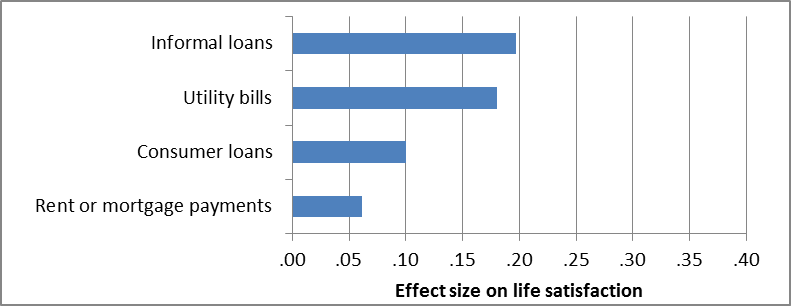 Informal loans
Utility bills
Consumer loans
Rent or mortgage payments
.00 .05 .10 .15 .20 .25 .30 .35 .40
Effect size on life satisfaction